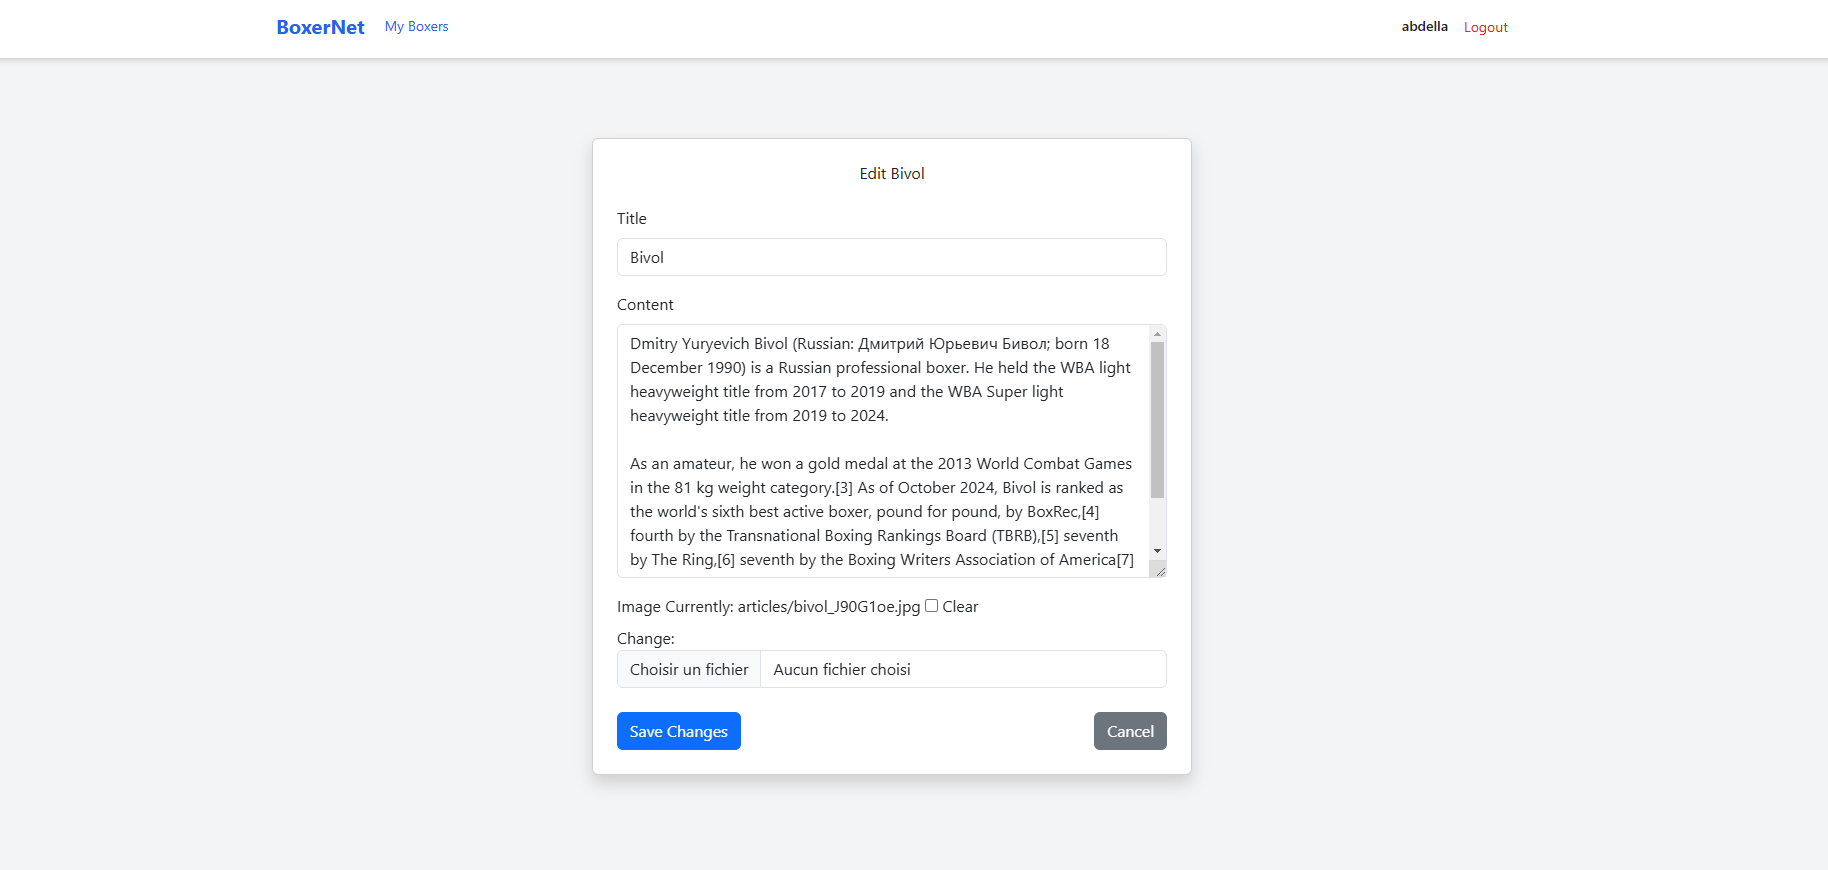 BoxerNet My Boxers abdella Logout
Edit Bivol
Title
Bivol
Content
Dmitry Yuryevich Bivol (Russian: Дмитрий Юрьевич Бивол; born 18
December 1990) is a Russian professional boxer. He held the WBA light
heavyweight title from 2017 to 2019 and the WBA Super light
heavyweight title from 2019 to 2024.
As an amateur, he won a gold medal at the 2013 World Combat Games
in the 81 kg weight category.[3] As of October 2024, Bivol is ranked as
the world's sixth best active boxer, pound for pound, by BoxRec,[4]
fourth by the Transnational Boxing Rankings Board (TBRB),[5] seventh
by The Ring,[6] seventh by the Boxing Writers Association of America[7]
Image Currently: articles/bivol_J90G1oe.jpg Clear
Change:
Choisir un fichier Aucun fichier choisi
Save Changes Cancel